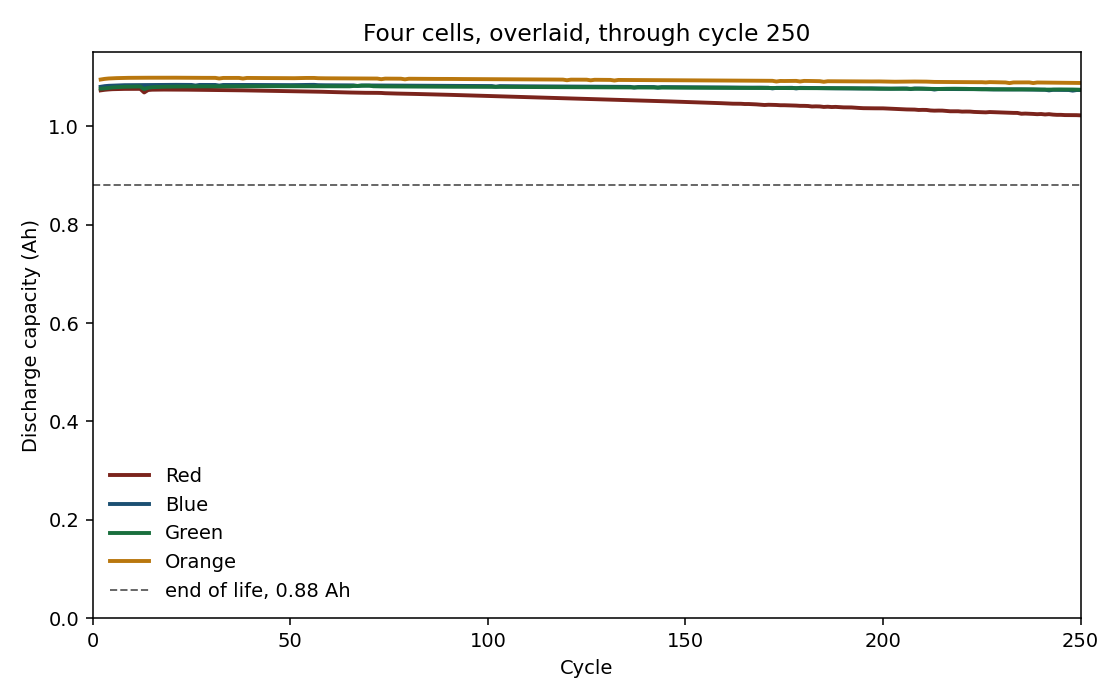 Four cells, overlaid, through cycle 250
Discharge capacity (Ah)
1.0
0.8
0.6
0.4
0.2
0.0
Red
Blue
Green
Orange
end of life, 0.88 Ah
0 50 100 150 200 250
Cycle